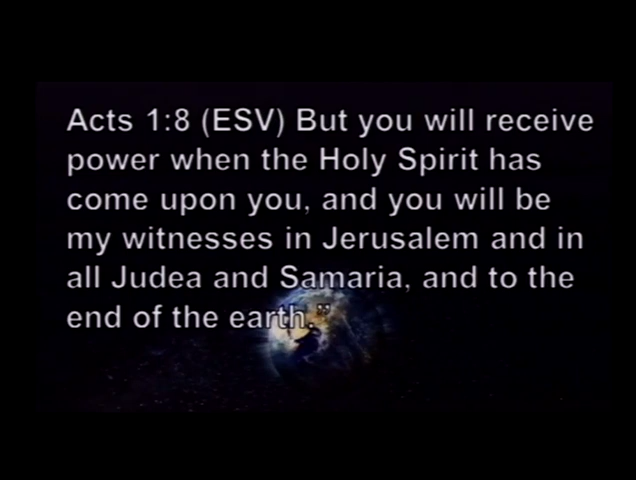 Acts 1:8 (ESV) But you will receive
power when the Holy Spirit has
come upon you, and you will be
my witnesses in Jerusalem and in
all Judea and Samaria, and to the
end of the earth.”